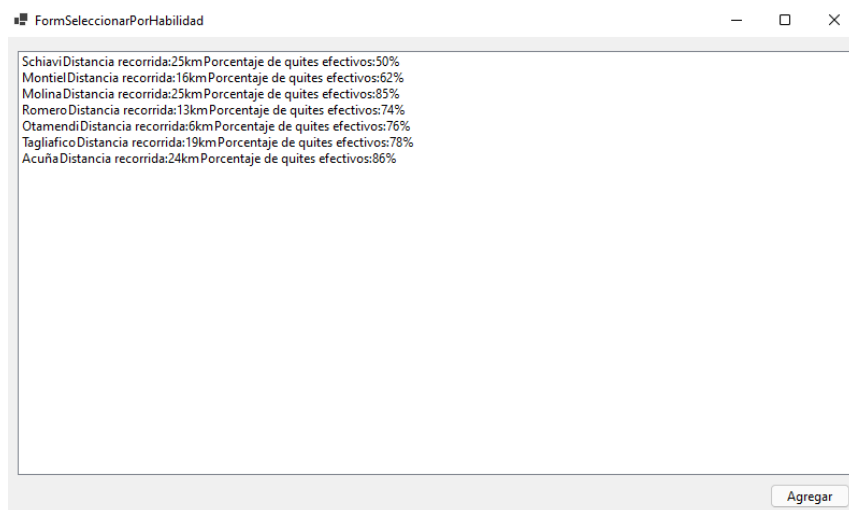 FormSeleccionarPorHabilidad
SchiaviDistancia recorrida:25kmPorcentaje de quites efectivos:50%
MontielDistancia recorrida:16kmPorcentaje de quites efectivos:62%
MolinaDistancia recorrida:25kmPorcentaje de quites efectivos:85%
RomeroDistancia recorrida:13kmPorcentaje de quites efectivos:74%
OtamendiDistancia recorrida:6kmPorcentaje de quites efectivos:76%
TagliaficoDistancia recorrida:19kmPorcentaje de quites efectivos:78%
AcuñaDistancia recorrida:24kmPorcentaje de quites efectivos:86%
Agregar